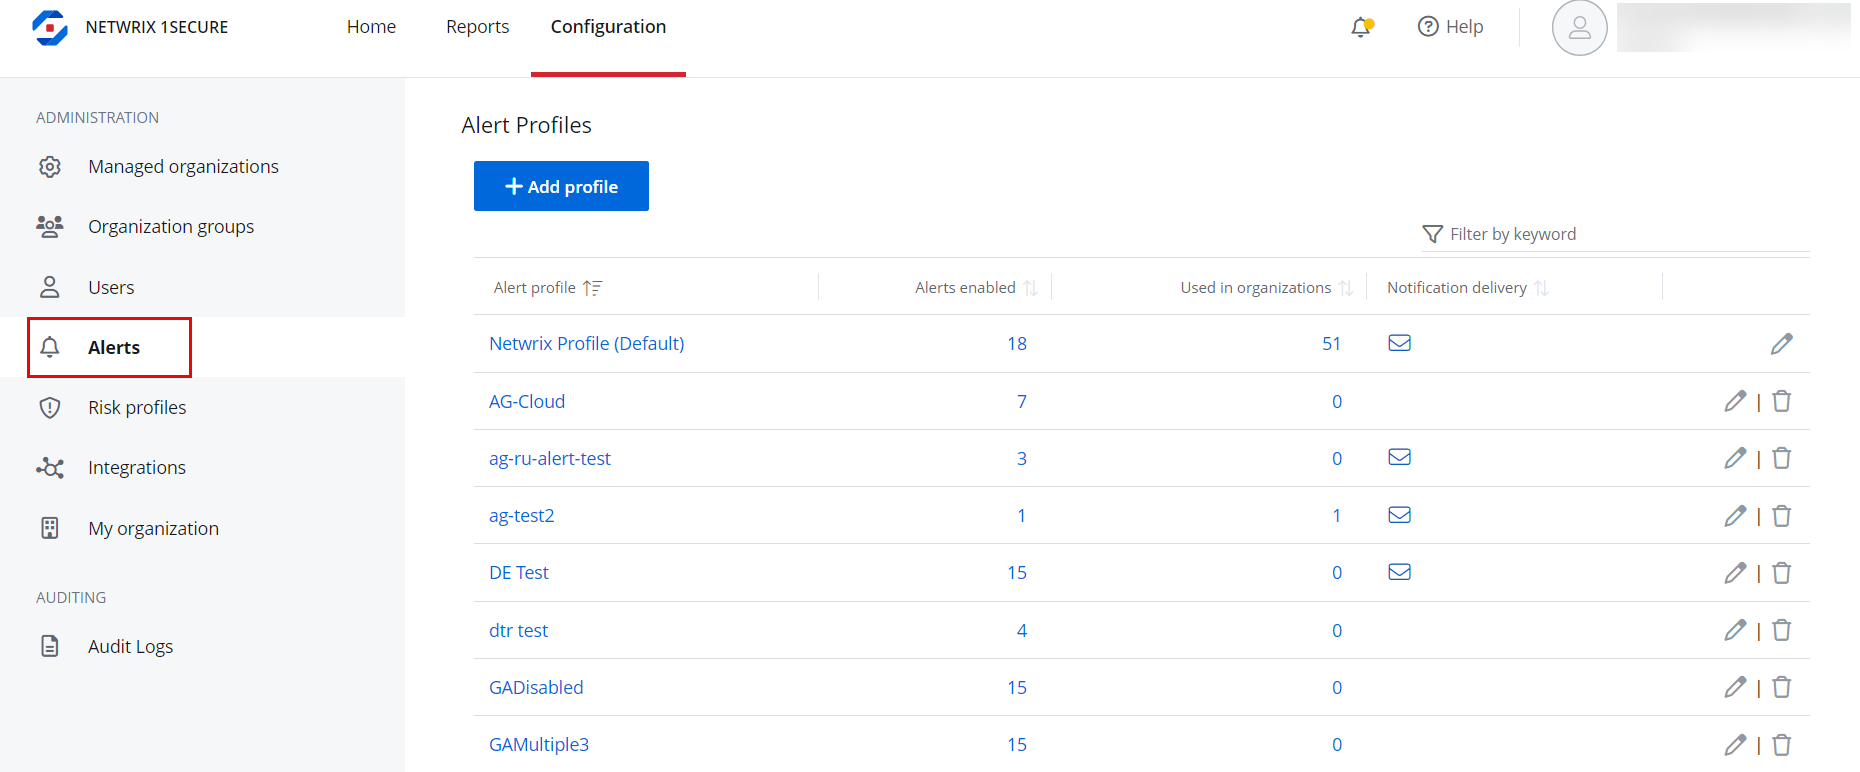 NETWRIX 1SECURE
Home
Reports
Configuration
Help
ADMINISTRATION
Managed organizations
Organization groups
Users
Alerts
Risk profiles
Integrations
My organization
AUDITING
Audit Logs
Alert Profiles
+ Add profile
Filter by keyword
Alert profile Alerts enabled Used in organizations Notification delivery
Netwrix Profile (Default) 18 51
AG-Cloud 7 0
ag-ru-alert-test 3 0
ag-test2 1 1
DE Test 15 0
dtr test 4 0
GADisabled 15 0
GAMultiple3 15 0